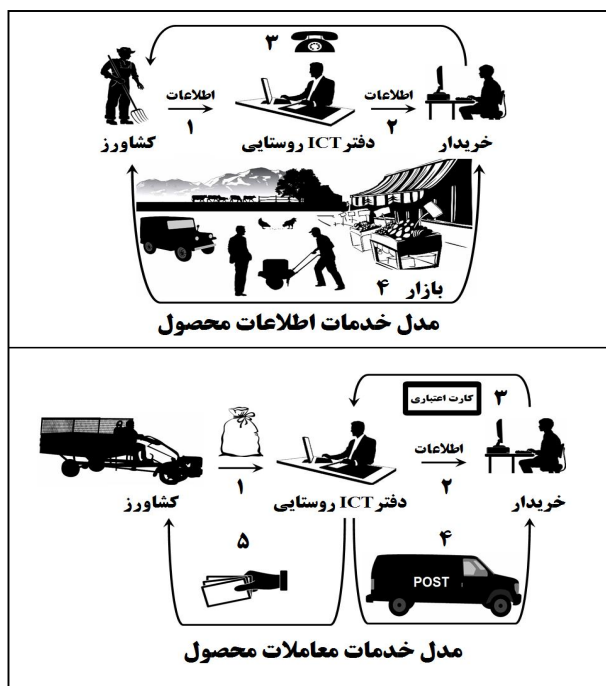 ۳
اطلاعات
اطلاعات
۱
۲
کشاورز
دفتر ICT روستایی
خریدار
بازار ۴
مدل خدمات اطلاعات محصول
کارت اعتباری
۳
اطلاعات
۱
۲
کشاورز
دفتر ICT روستایی
خریدار
۵
۴
POST
مدل خدمات معاملات محصول